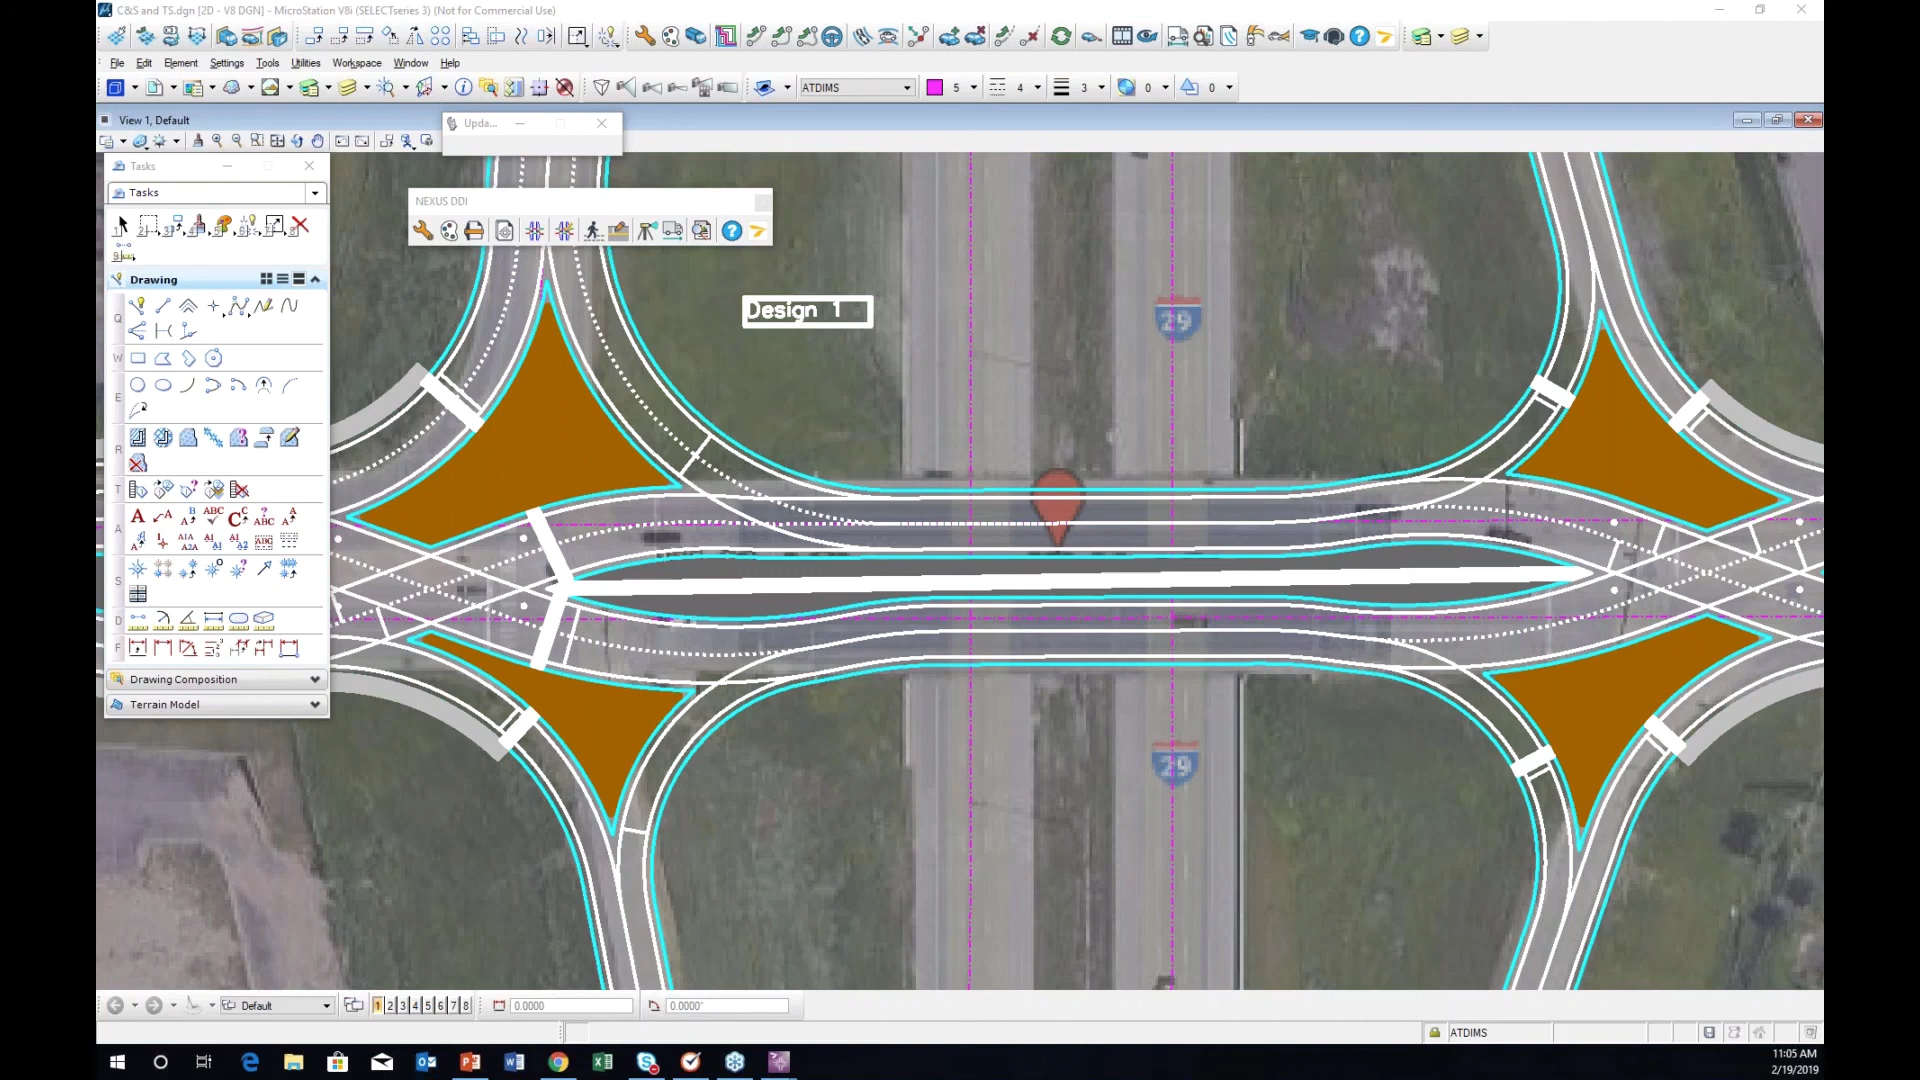 C&S and TS.dgn [2D - V8 DGN] - MicroStation V8i (SELECTseries 3) (Not for Commercial Use)
File Edit Element Settings Tools Utilities Workspace Window Help
ATDIMS 5 4 3 0 0
View 1, Default
Upda...
Tasks
Tasks
NEXUS DDI
Drawing
Q
W
E
R
T
A
S
D
F
Drawing Composition
Terrain Model
Design 1
29
29
Default 1 2 3 4 5 6 7 8 0.0000 0.0000°
ATDIMS
11:05 AM
2/19/2019